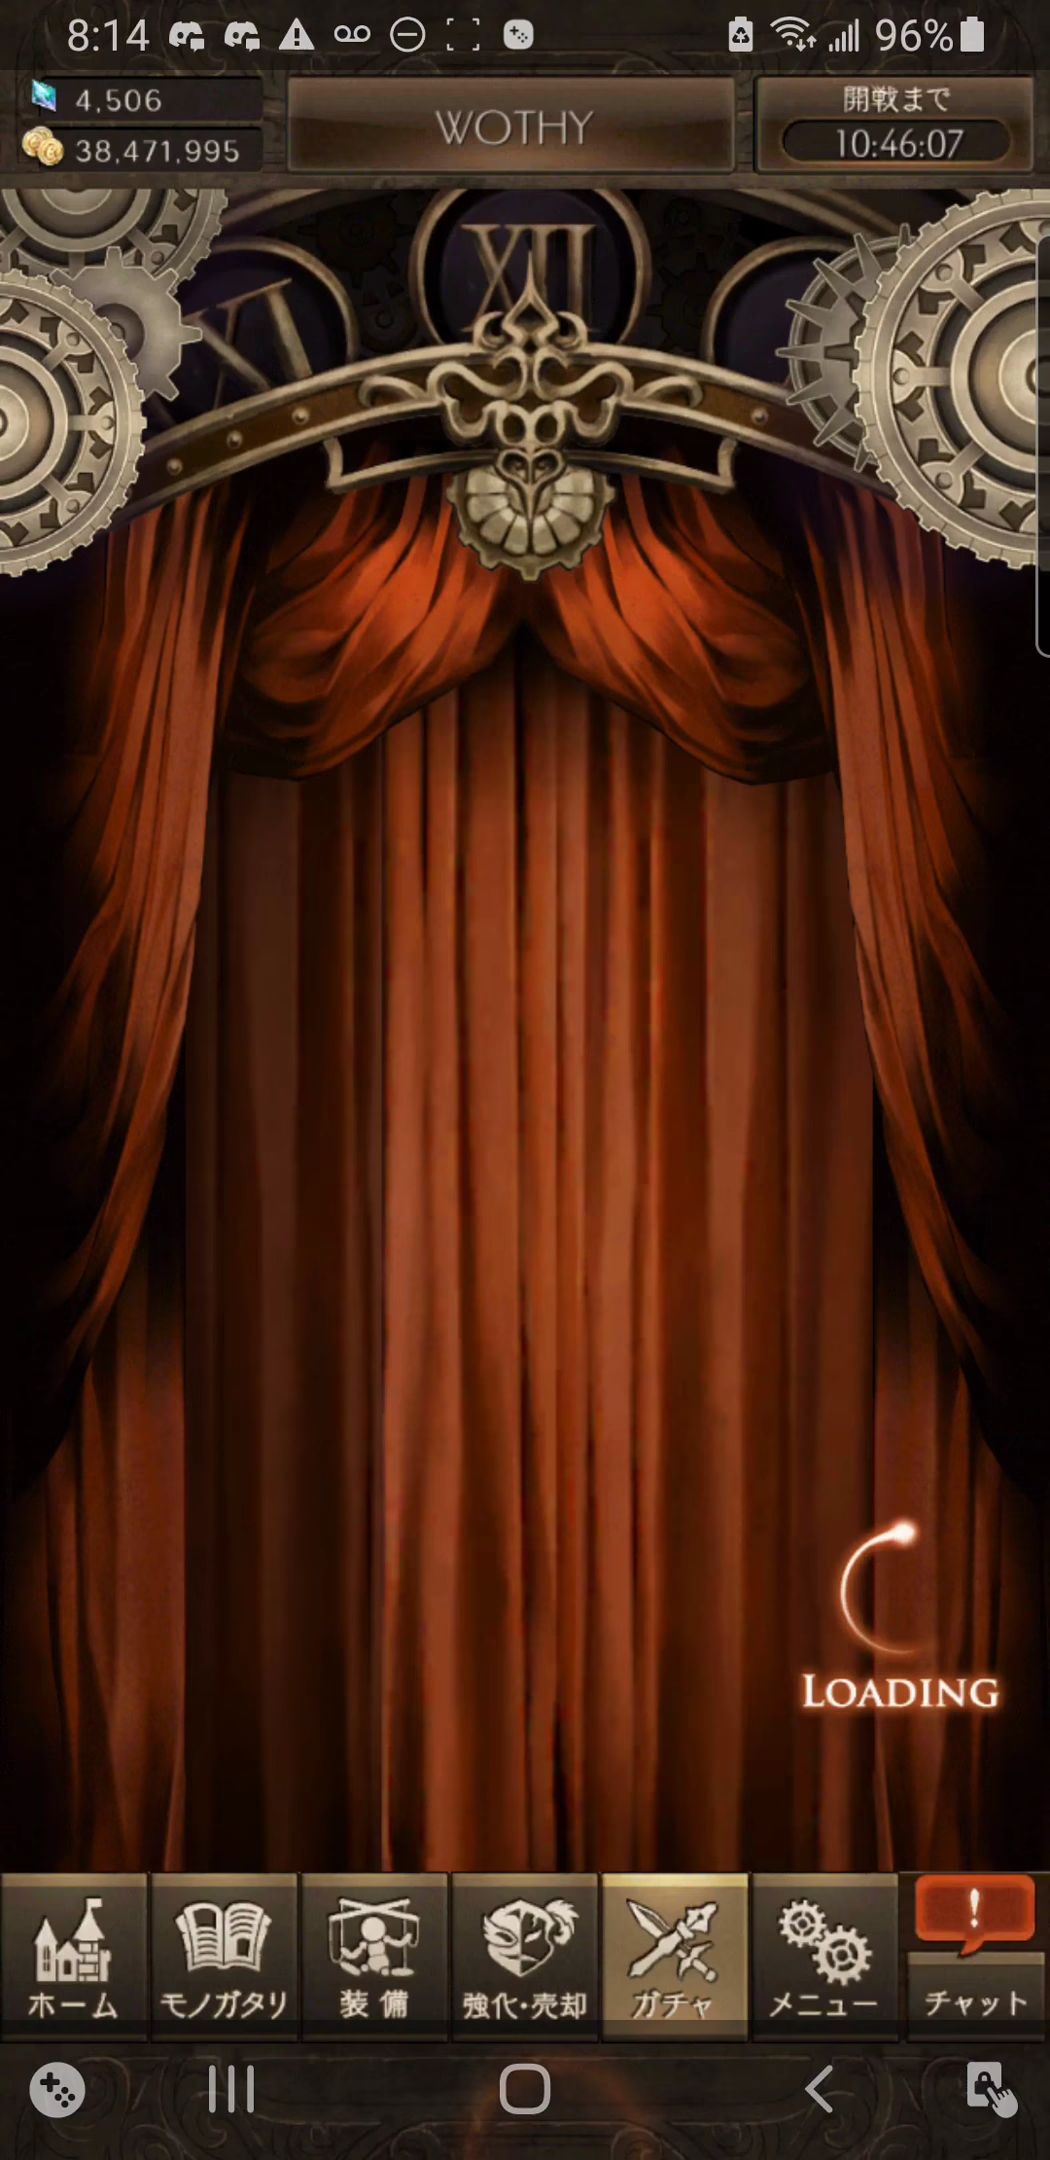 8:14
96%
4,506
38,471,995
WOTHY
開戦まで
10:46:07
XI
XII
LOADING
ホーム
モノガタリ
装備
強化・売却
ガチャ
メニュー
!
チャット